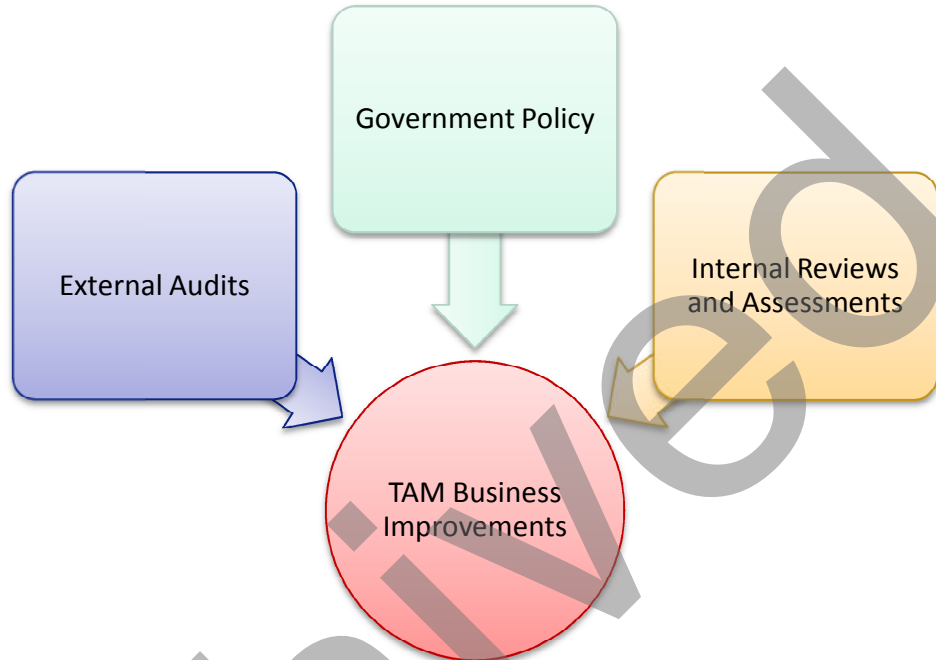 Government Policy
External Audits
Internal Reviews
and Assessments
TAM Business
Improvements